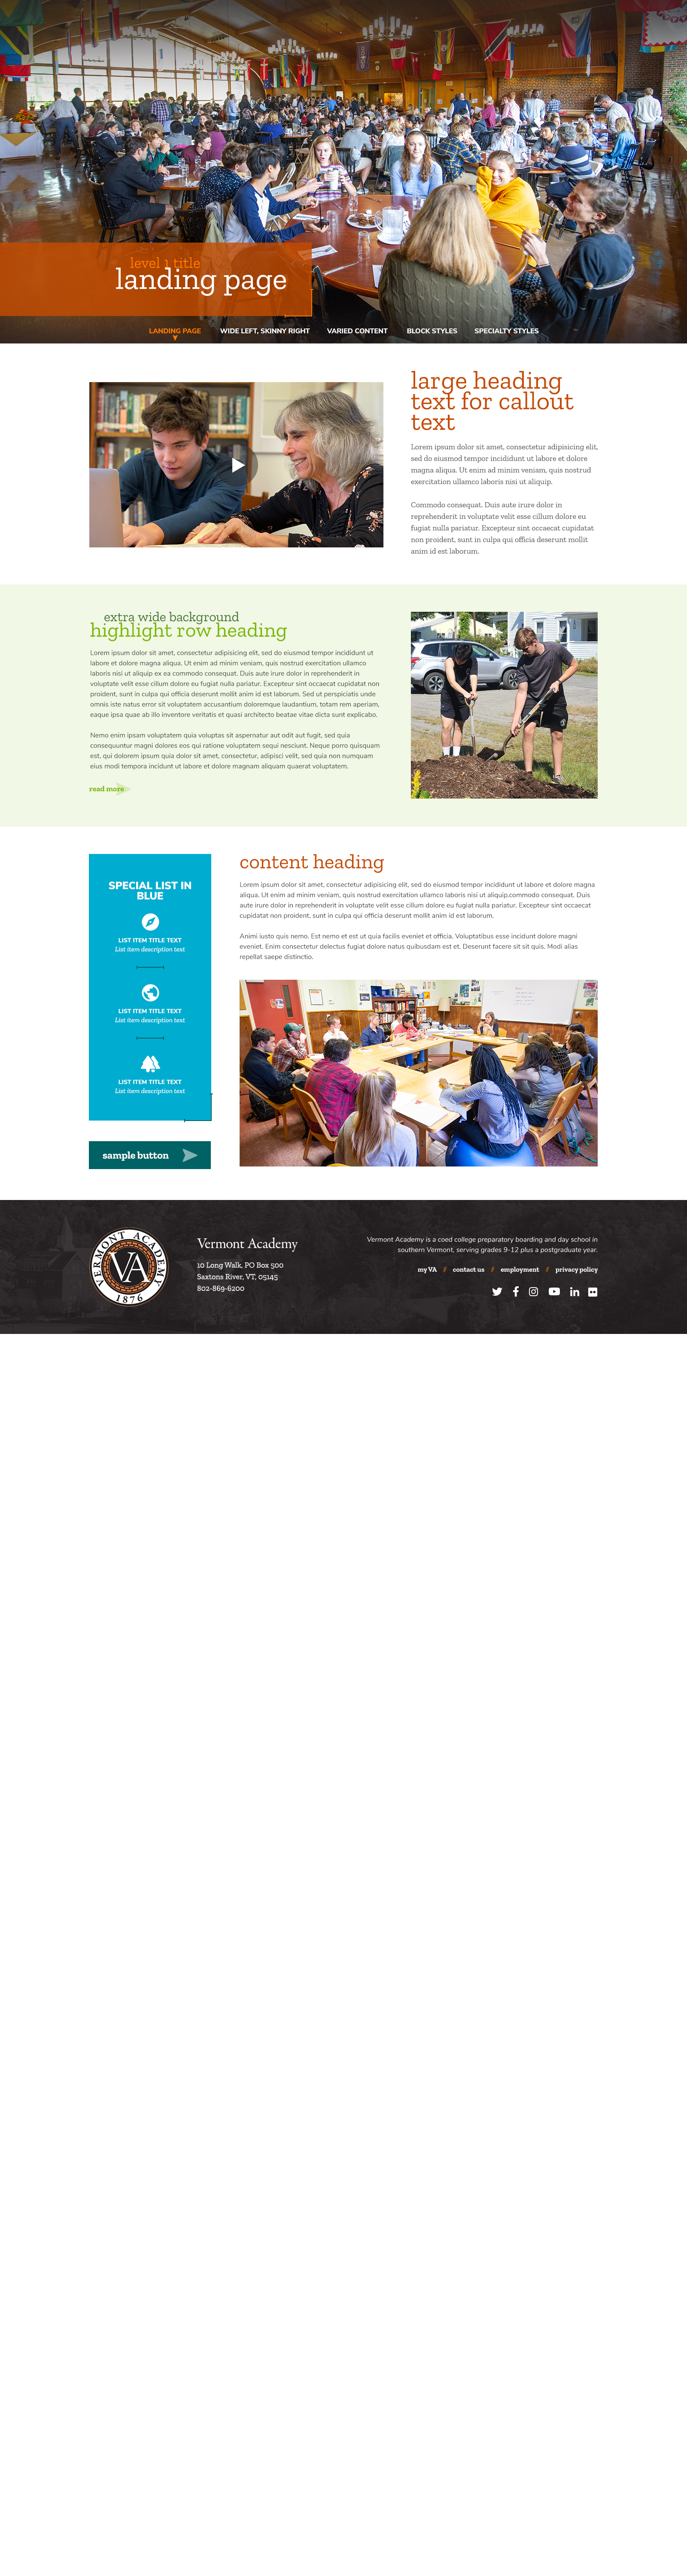 level 1 title
landing page
LANDING PAGE WIDE LEFT, SKINNY RIGHT VARIED CONTENT BLOCK STYLES SPECIALTY STYLES
large heading
text for callout
text
Lorem ipsum dolor sit amet, consectetur adipisicing elit,
sed do eiusmod tempor incididunt ut labore et dolore
magna aliqua. Ut enim ad minim veniam, quis nostrud
exercitation ullamco laboris nisi ut aliquip.
Commodo consequat. Duis aute irure dolor in
reprehenderit in voluptate velit esse cillum dolore eu
fugiat nulla pariatur. Excepteur sint occaecat cupidatat
non proident, sunt in culpa qui officia deserunt mollit
anim id est laborum.
extra wide background
highlight row heading
Lorem ipsum dolor sit amet, consectetur adipisicing elit, sed do eiusmod tempor incididunt ut
labore et dolore magna aliqua. Ut enim ad minim veniam, quis nostrud exercitation ullamco
laboris nisi ut aliquip ex ea commodo consequat. Duis aute irure dolor in reprehenderit in
voluptate velit esse cillum dolore eu fugiat nulla pariatur. Excepteur sint occaecat cupidatat non
proident, sunt in culpa qui officia deserunt mollit anim id est laborum. Sed ut perspiciatis unde
omnis iste natus error sit voluptatem accusantium doloremque laudantium, totam rem aperiam,
eaque ipsa quae ab illo inventore veritatis et quasi architecto beatae vitae dicta sunt explicabo.
Nemo enim ipsam voluptatem quia voluptas sit aspernatur aut odit aut fugit, sed quia
consequuntur magni dolores eos qui ratione voluptatem sequi nesciunt. Neque porro quisquam
est, qui dolorem ipsum quia dolor sit amet, consectetur, adipisci velit, sed quia non numquam
eius modi tempora incidunt ut labore et dolore magnam aliquam quaerat voluptatem.
read more
SPECIAL LIST IN
BLUE
LIST ITEM TITLE TEXT
List item description text
LIST ITEM TITLE TEXT
List item description text
LIST ITEM TITLE TEXT
List item description text
sample button
content heading
Lorem ipsum dolor sit amet, consectetur adipisicing elit, sed do eiusmod tempor incididunt ut labore et dolore magna
aliqua. Ut enim ad minim veniam, quis nostrud exercitation ullamco laboris nisi ut aliquip.commodo consequat. Duis
aute irure dolor in reprehenderit in voluptate velit esse cillum dolore eu fugiat nulla pariatur. Excepteur sint occaecat
cupidatat non proident, sunt in culpa qui officia deserunt mollit anim id est laborum,
Animi iusto quis nemo. Est nemo et est ut quia facilis eveniet et officia. Voluptatibus esse incidunt dolore magni
eveniet. Enim consectetur delectus fugiat dolore natus quibusdam est et. Deserunt facere sit sit quis. Modi alias
repellat saepe distinctio.
VERMONT ACADEMY
VA
1876
Vermont Academy
10 Long Walk, PO Box 500
Saxtons River, VT, 05145
802-869-6200
Vermont Academy is a coed college preparatory boarding and day school in
southern Vermont, serving grades 9-12 plus a postgraduate year.
my VA // contact us // employment // privacy policy